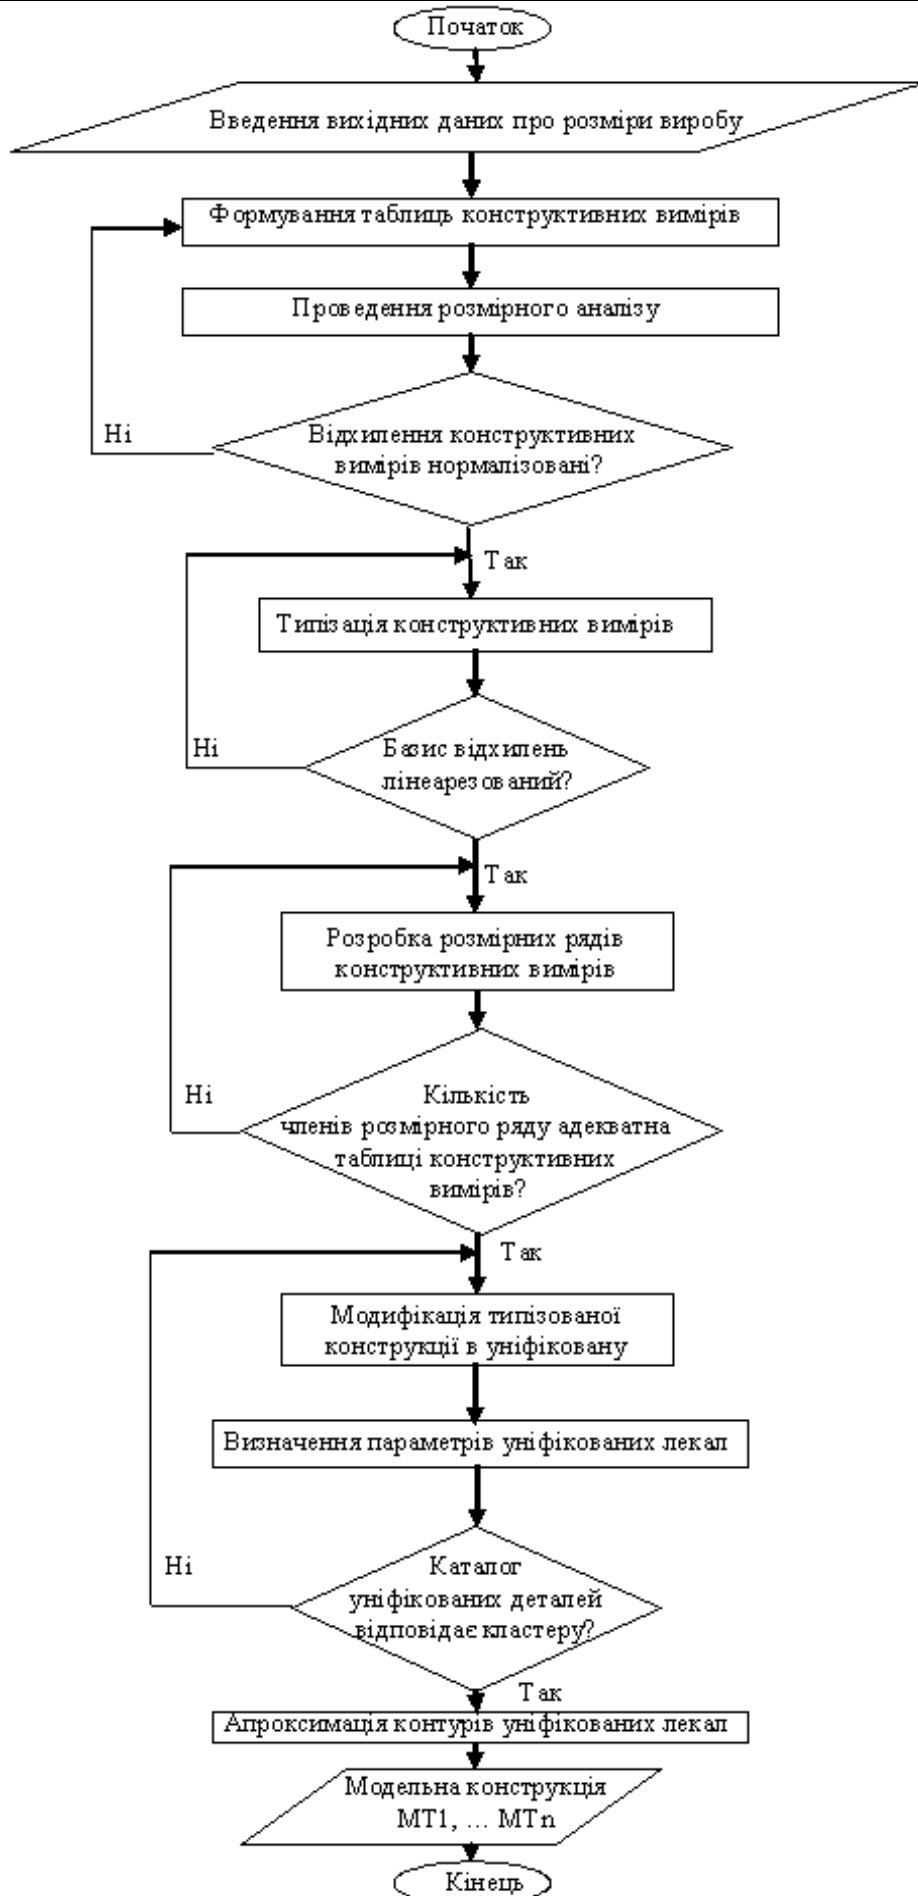 Початок
Введення вихідних даних про розміри виробу
Формування таблиць конструктивних вимірів
Проведення розмірного аналізу
Ні
Відхилення конструктивних
вимірів нормалізовані?
Так
Типізація конструктивних вимірів
Ні
Базис відхилень
лінеарезований?
Так
Розробка розмірних рядів
конструктивних вимірів
Ні
Кількість
членів розмірного ряду адекватна
таблиці конструктивних
вимірів?
Так
Модифікація типізованої
конструкції в уніфіковану
Визначення параметрів уніфікованих лекал
Ні
Каталог
уніфікованих деталей
відповідає кластеру?
Так
Апроксимація контурів уніфікованих лекал
Модельна конструкція
МТ1, ... МТn
Кінець